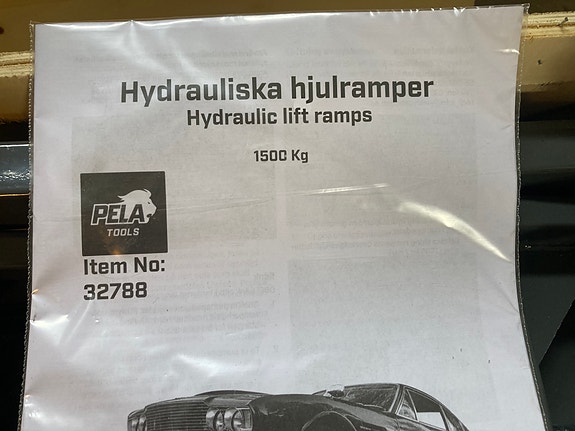 Hydrauliska hjulramper
Hydraulic lift ramps
1500 Kg
PELA
TOOLS
Item No:
32788